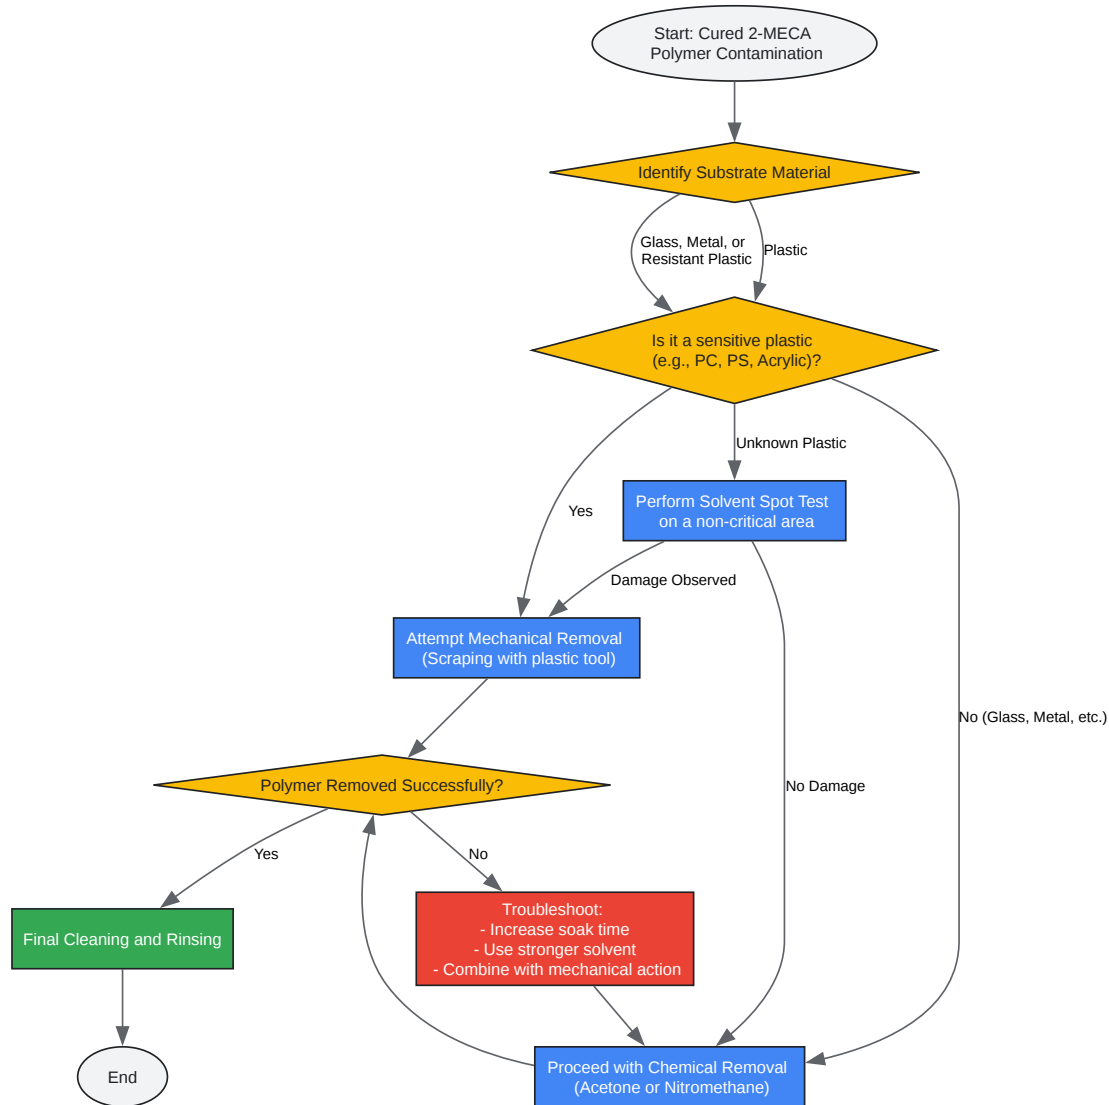 Start: Cured 2-MECA
Polymer Contamination
Identify Substrate Material
Glass, Metal, or
Resistant Plastic
Plastic
Is it a sensitive plastic
(e.g., PC, PS, Acrylic)?
Unknown Plastic
Perform Solvent Spot Test
on a non-critical area
Yes
Damage Observed
Attempt Mechanical Removal
(Scraping with plastic tool)
No (Glass, Metal, etc.)
Polymer Removed Successfully?
No Damage
Yes
No
Troubleshoot:
- Increase soak time
- Use stronger solvent
- Combine with mechanical action
Final Cleaning and Rinsing
Proceed with Chemical Removal
(Acetone or Nitromethane)
End